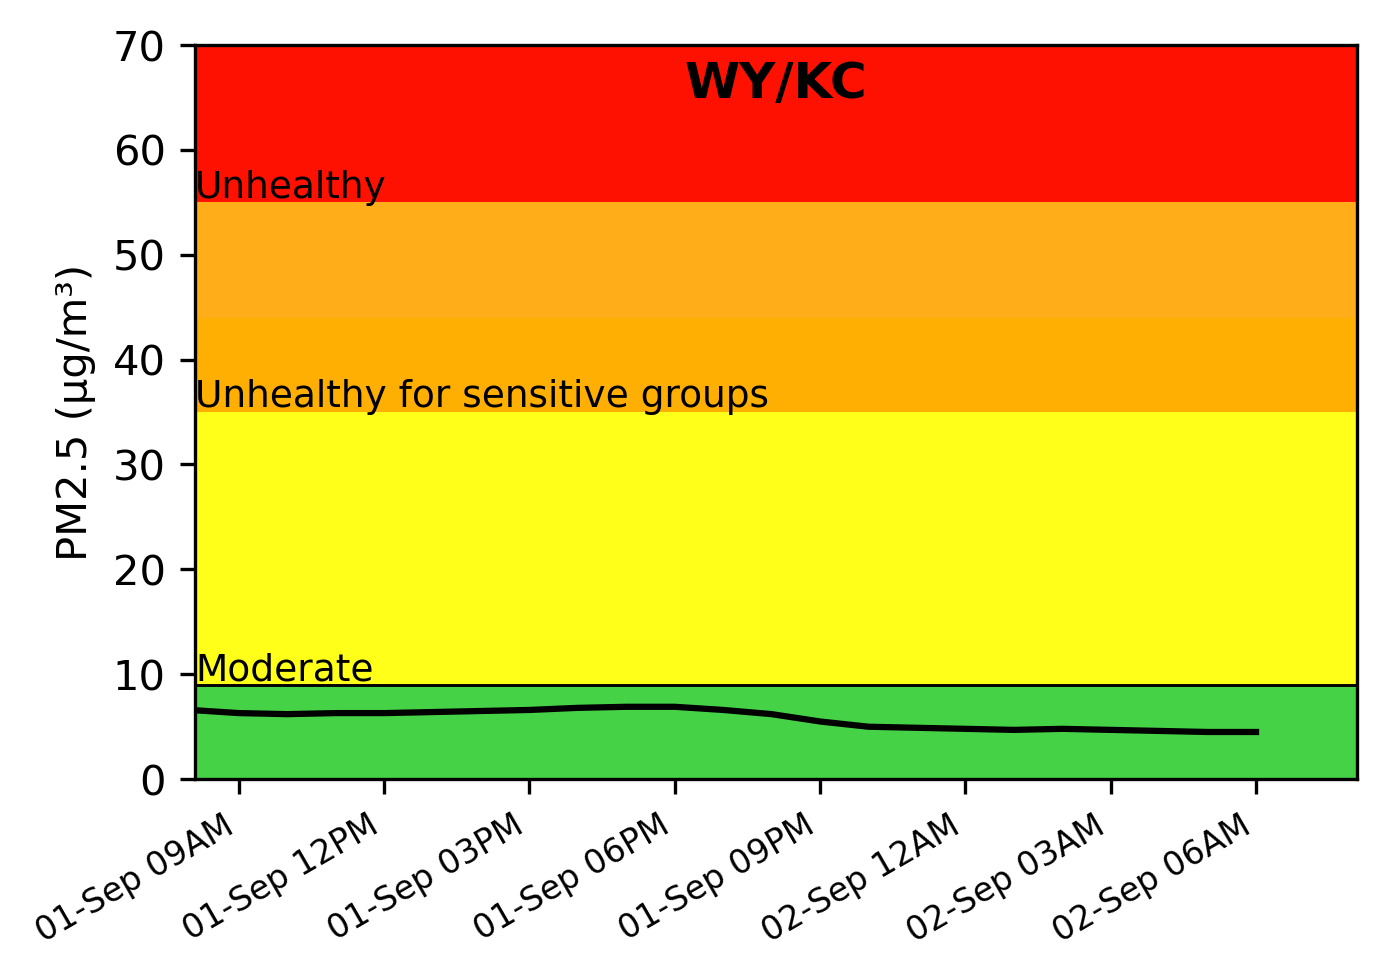 WY/KC
PM2.5 (µg/m³)
70
60
Unhealthy
50
40
Unhealthy for sensitive groups
30
20
Moderate
10
0
01-Sep 09AM
01-Sep 12PM
01-Sep 03PM
01-Sep 06PM
01-Sep 09PM
02-Sep 12AM
02-Sep 03AM
02-Sep 06AM